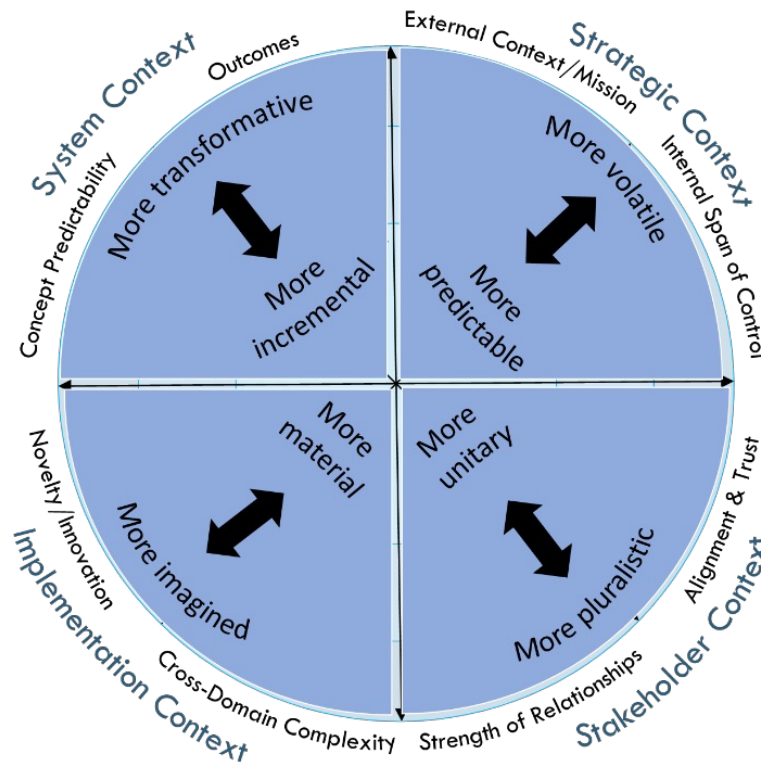 System Context
Outcomes
Concept Predictability
More transformative
More
incremental
Strategic Context
External Context/Mission
Internal Span of Control
More volatile
More
predictable
Implementation Context
Novelty/Innovation
Cross-Domain Complexity
More
material
More imagined
Stakeholder Context
Alignment & Trust
Strength of Relationships
More
unitary
More pluralistic